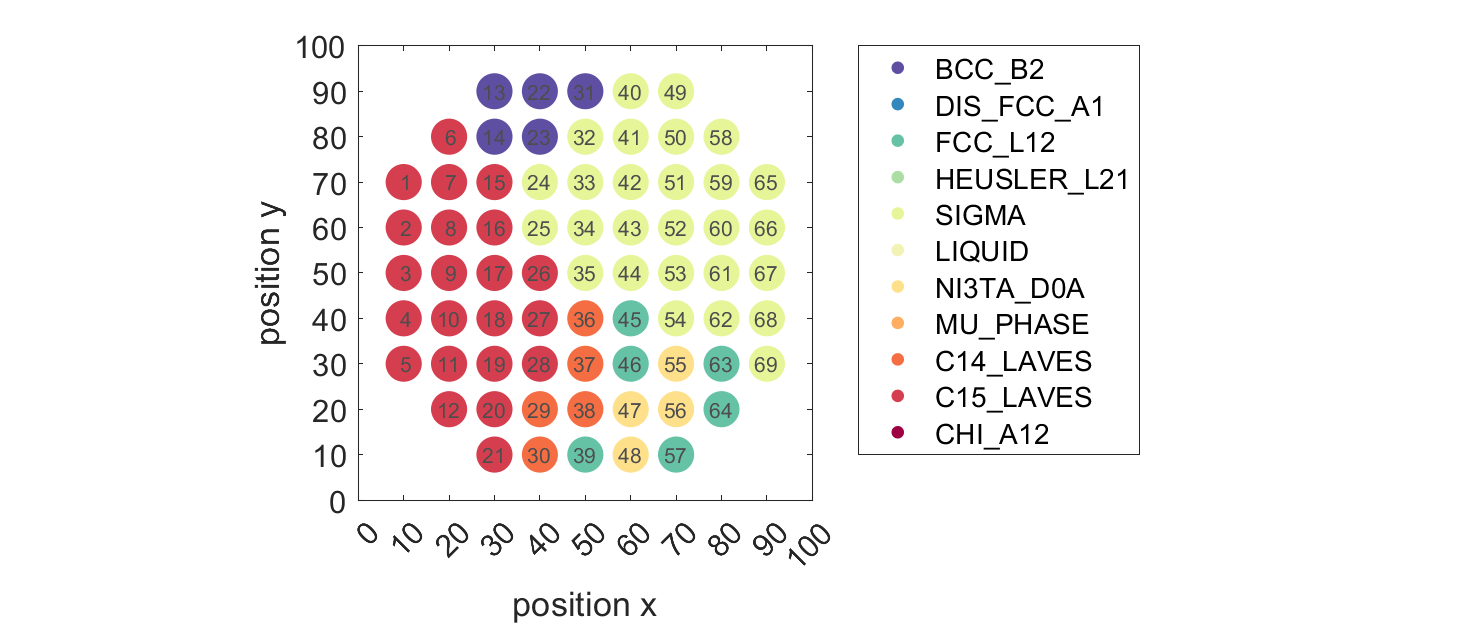 100
90
80
70
60
50
40
30
20
10
0
position y
13 22 31 40 49
6 14 23 32 41 50 58
1 7 15 24 33 42 51 59 65
2 8 16 25 34 43 52 60 66
3 9 17 26 35 44 53 61 67
4 10 18 27 36 45 54 62 68
5 11 19 28 37 46 55 63 69
12 20 29 38 47 56 64
21 30 39 48 57
0 10 20 30 40 50 60 70 80 90 100
position x
BCC_B2
DIS_FCC_A1
FCC_L12
HEUSLER_L21
SIGMA
LIQUID
NI3TA_D0A
MU_PHASE
C14_LAVES
C15_LAVES
CHI_A12